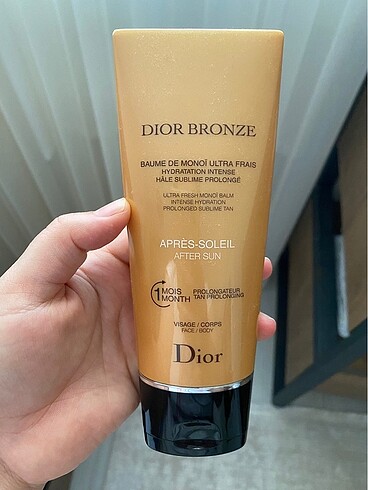 DIOR BRONZE
BAUME DE MONOÏ ULTRA FRAIS
HYDRATATION INTENSE
HÂLE SUBLIME PROLONGÉ
ULTRA FRESH MONOÏ BALM
INTENSE HYDRATION
PROLONGED SUBLIME TAN
APRÈS-SOLEIL
AFTER SUN
1 MOIS PROLONGATEUR
MONTH TAN PROLONGING
VISAGE / CORPS
FACE / BODY
Dior